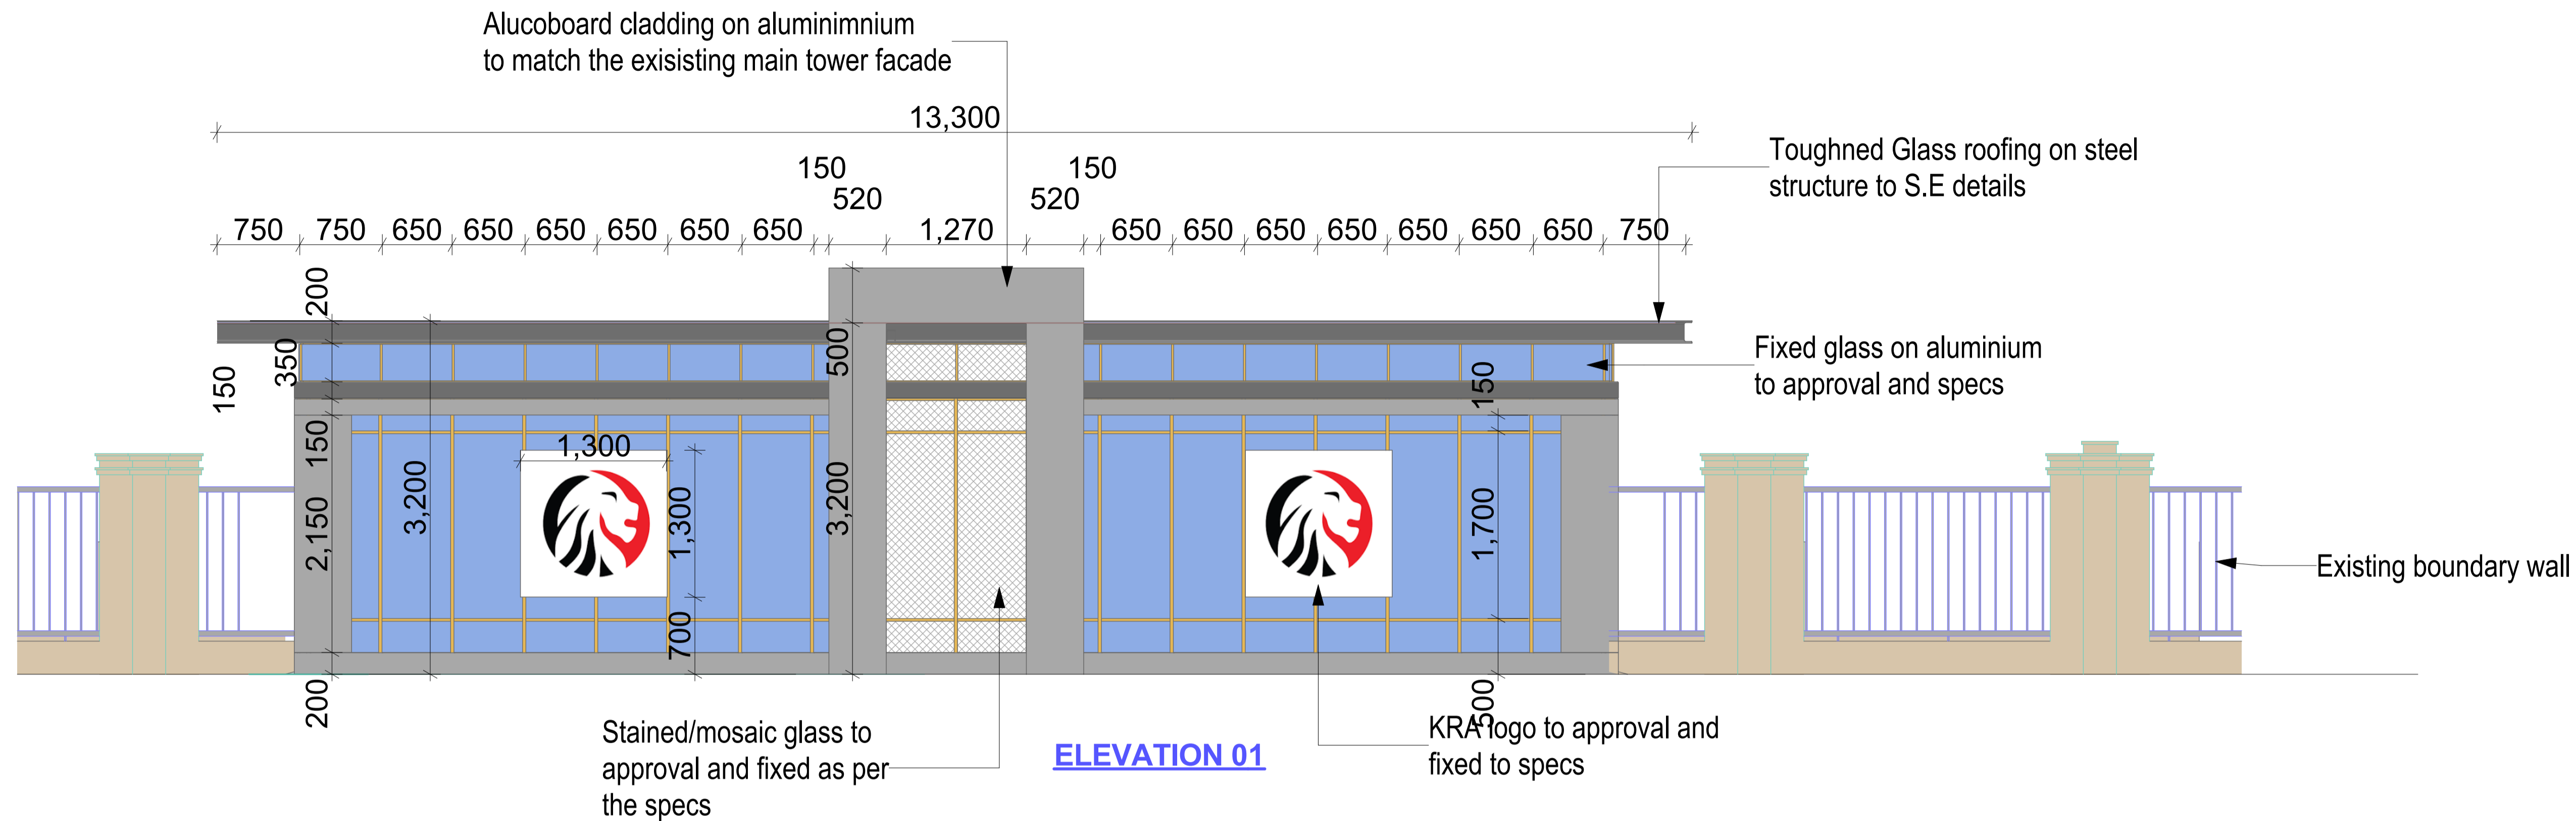 Alucoboard cladding on aluminimnium
to match the exisisting main tower facade
13,300
Toughned Glass roofing on steel
structure to S.E details
150
150
520
520
750
750
650
650
650
650
650
650
1,270
650
650
650
650
650
650
650
750
200
350
150
500
150
Fixed glass on aluminium
to approval and specs
150
2,150
3,200
1,300
1,300
700
3,200
1,700
500
200
Existing boundary wall
Stained/mosaic glass to
approval and fixed as per
the specs
ELEVATION 01
KRA logo to approval and
fixed to specs